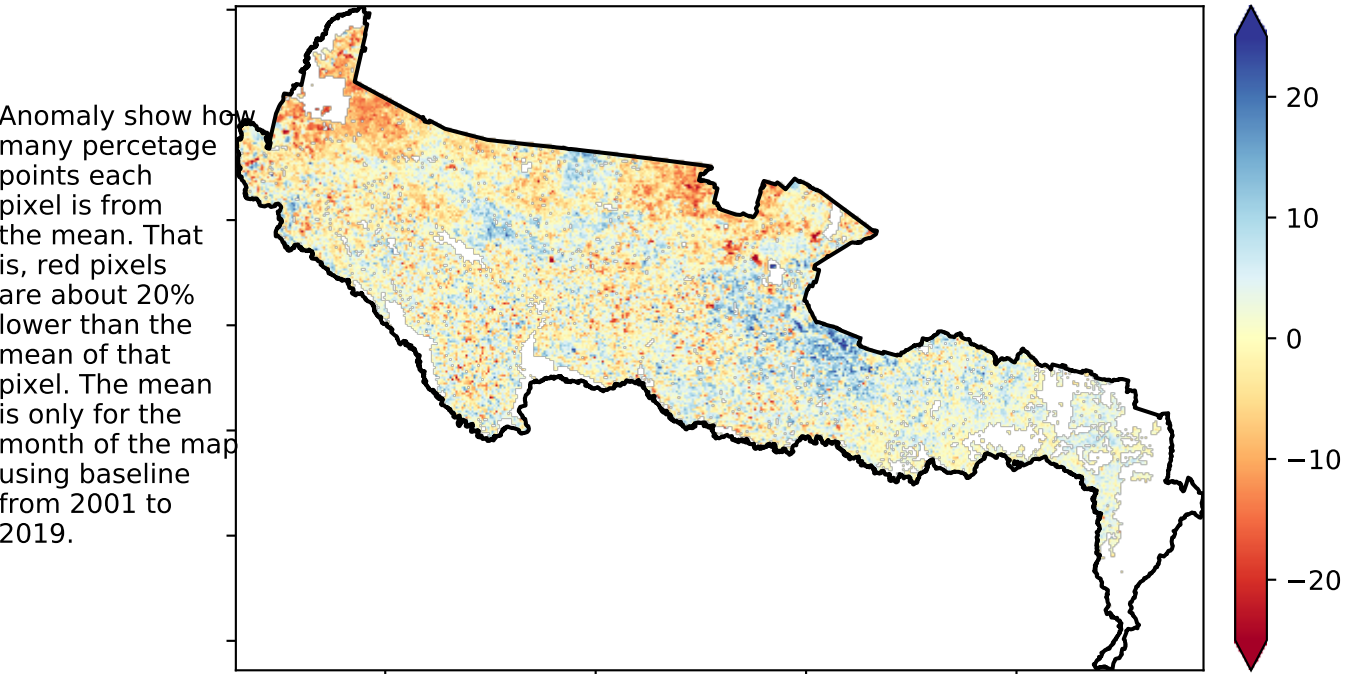 Anomaly show how
many percetage
points each
pixel is from
the mean. That
is, red pixels
are about 20%
lower than the
mean of that
pixel. The mean
is only for the
month of the map
using baseline
from 2001 to
2019.
20
10
0
−10
−20